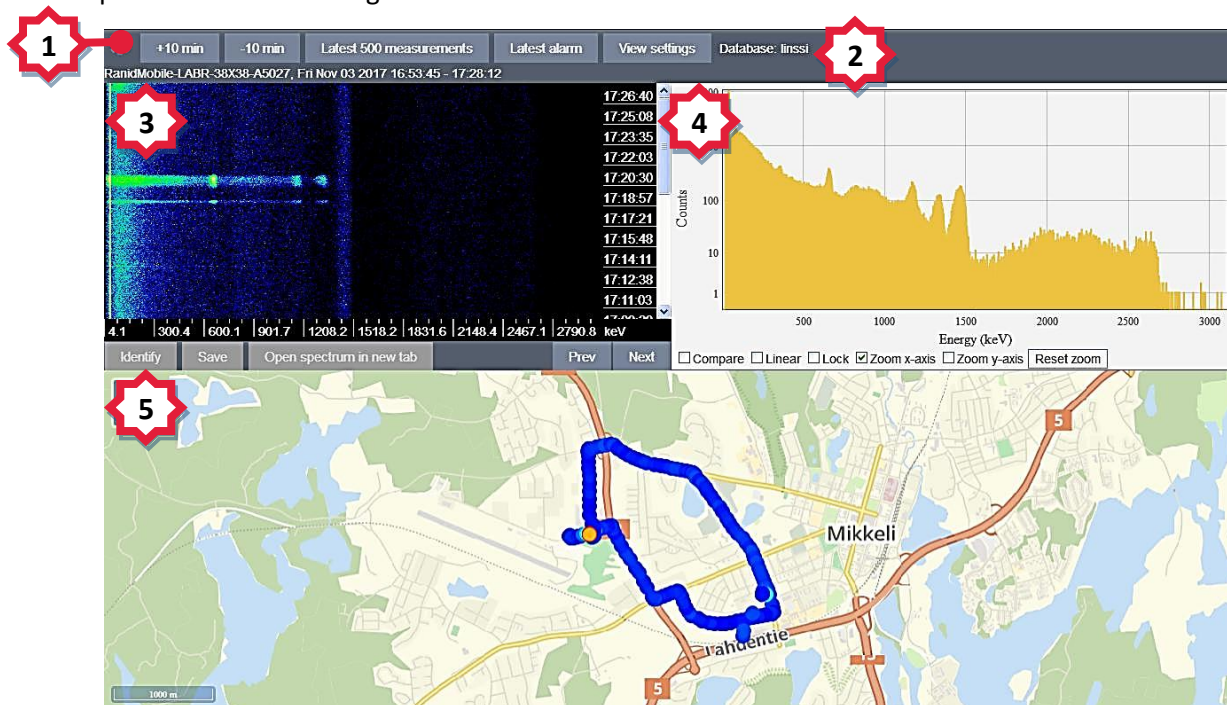 1
2
+10 min -10 min Latest 500 measurements Latest alarm View settings Database: linssi
RanidMobile-LABR-38X38-A5027, Fri Nov 03 2017 16:53:45 - 17:28:12
3
4
17:26:40
17:25:08
17:23:35
17:22:03
17:20:30
17:18:57
17:17:21
17:15:48
17:14:11
17:12:38
17:11:03
4.1 300.4 600.1 901.7 1208.2 1518.2 1831.6 2148.4 2467.1 2790.8 keV
Counts
100
10
1
500 1000 1500 2000 2500 3000
Energy (keV)
Identify Save Open spectrum in new tab Prev Next
Compare Linear Lock Zoom x-axis Zoom y-axis Reset zoom
5
5
Mikkeli
Lahdentie
5
1000 m